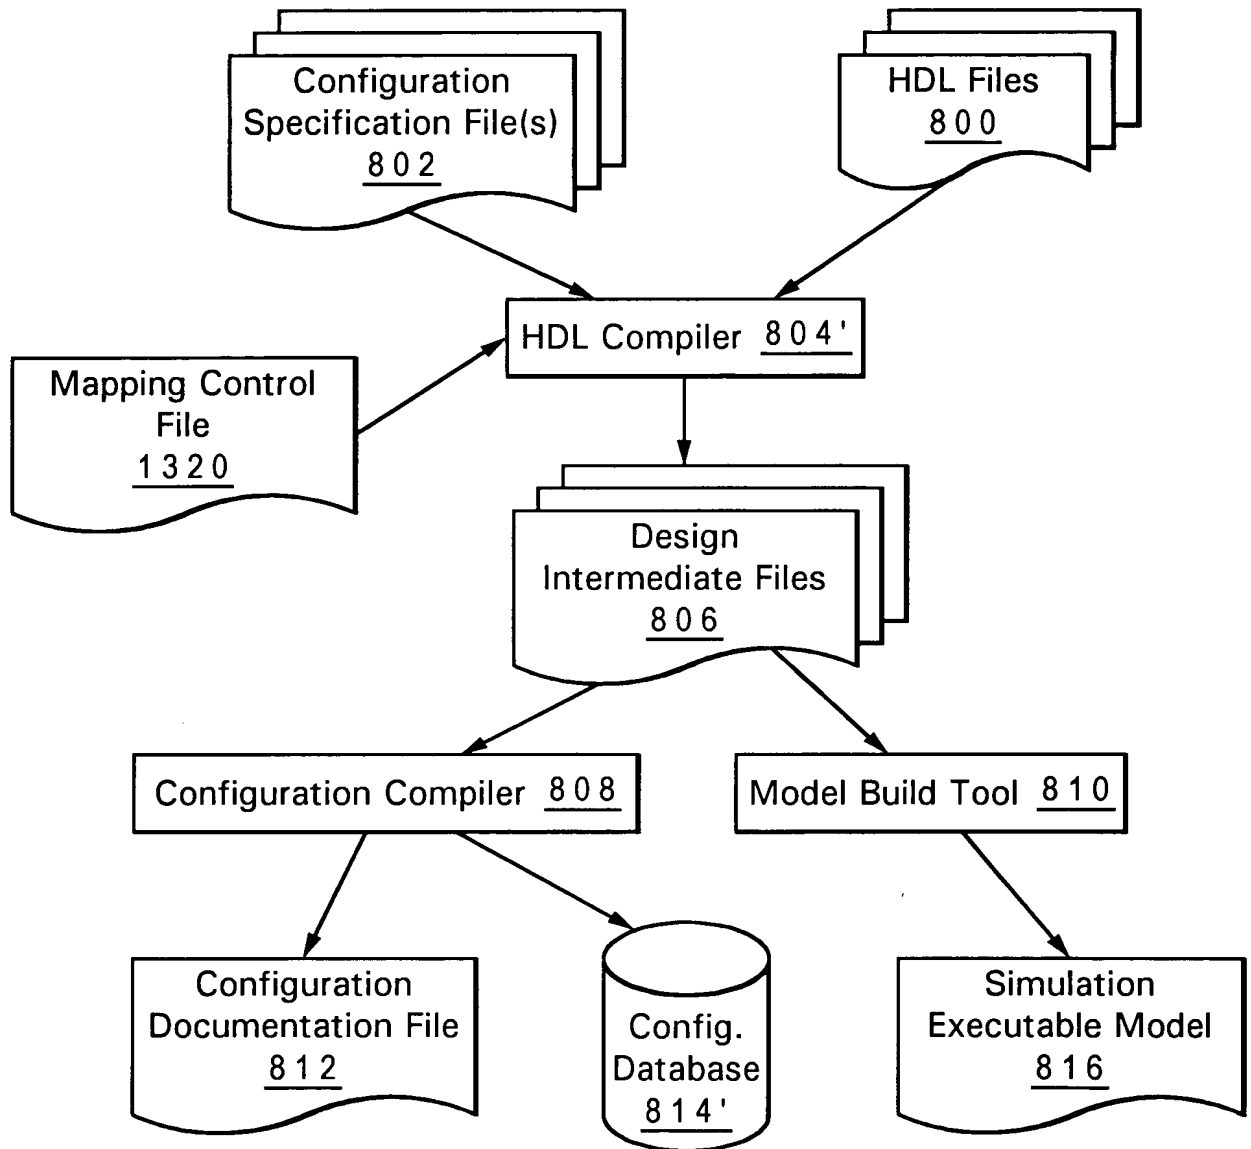 Configuration
Specification File(s)
802
HDL Files
800
HDL Compiler 804'
Mapping Control
File
1320
Design
Intermediate Files
806
Configuration Compiler 808
Model Build Tool 810
Configuration
Documentation File
812
Config.
Database
814'
Simulation
Executable Model
816